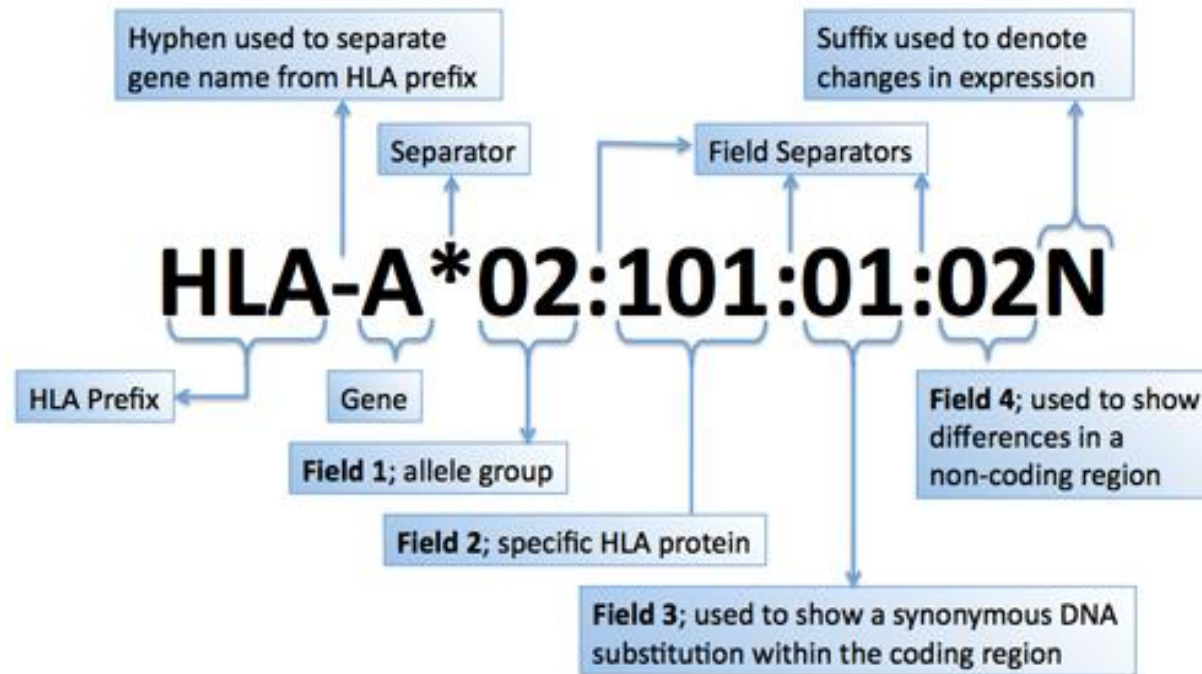 Hyphen used to separate
gene name from HLA prefix
Suffix used to denote
changes in expression
Separator
Field Separators
HLA-A*02:101:01:02N
HLA Prefix
Gene
Field 4; used to show
differences in a
non-coding region
Field 1; allele group
Field 2; specific HLA protein
Field 3; used to show a synonymous DNA
substitution within the coding region